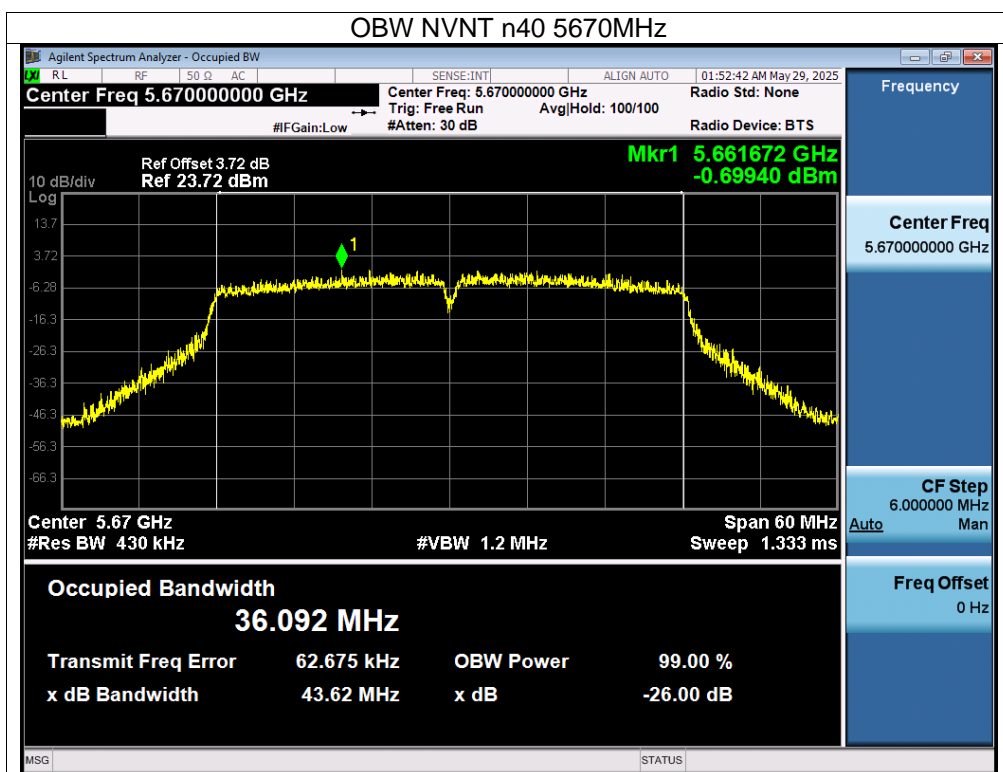 OBW NVNT n40 5670MHz
Agilent Spectrum Analyzer - Occupied BW
LXI RL RF 50 Ω AC SENSE:INT ALIGN AUTO 01:52:42 AM May 29, 2025
Center Freq 5.670000000 GHz
Center Freq: 5.670000000 GHz
Radio Std: None
Trig: Free Run Avg|Hold: 100/100
#IFGain:Low
#Atten: 30 dB
Radio Device: BTS
Frequency
Mkr1 5.661672 GHz
-0.69940 dBm
Ref Offset 3.72 dB
10 dB/div Ref 23.72 dBm
Log
13.7
3.72
-6.28
-16.3
-26.3
-36.3
-46.3
-56.3
-66.3
1
Center 5.67 GHz Span 60 MHz
#Res BW 430 kHz #VBW 1.2 MHz Sweep 1.333 ms
Occupied Bandwidth
36.092 MHz
Transmit Freq Error 62.675 kHz OBW Power 99.00 %
x dB Bandwidth 43.62 MHz x dB -26.00 dB
Center Freq
5.670000000 GHz
CF Step
6.000000 MHz
Auto Man
Freq Offset
0 Hz
MSG STATUS